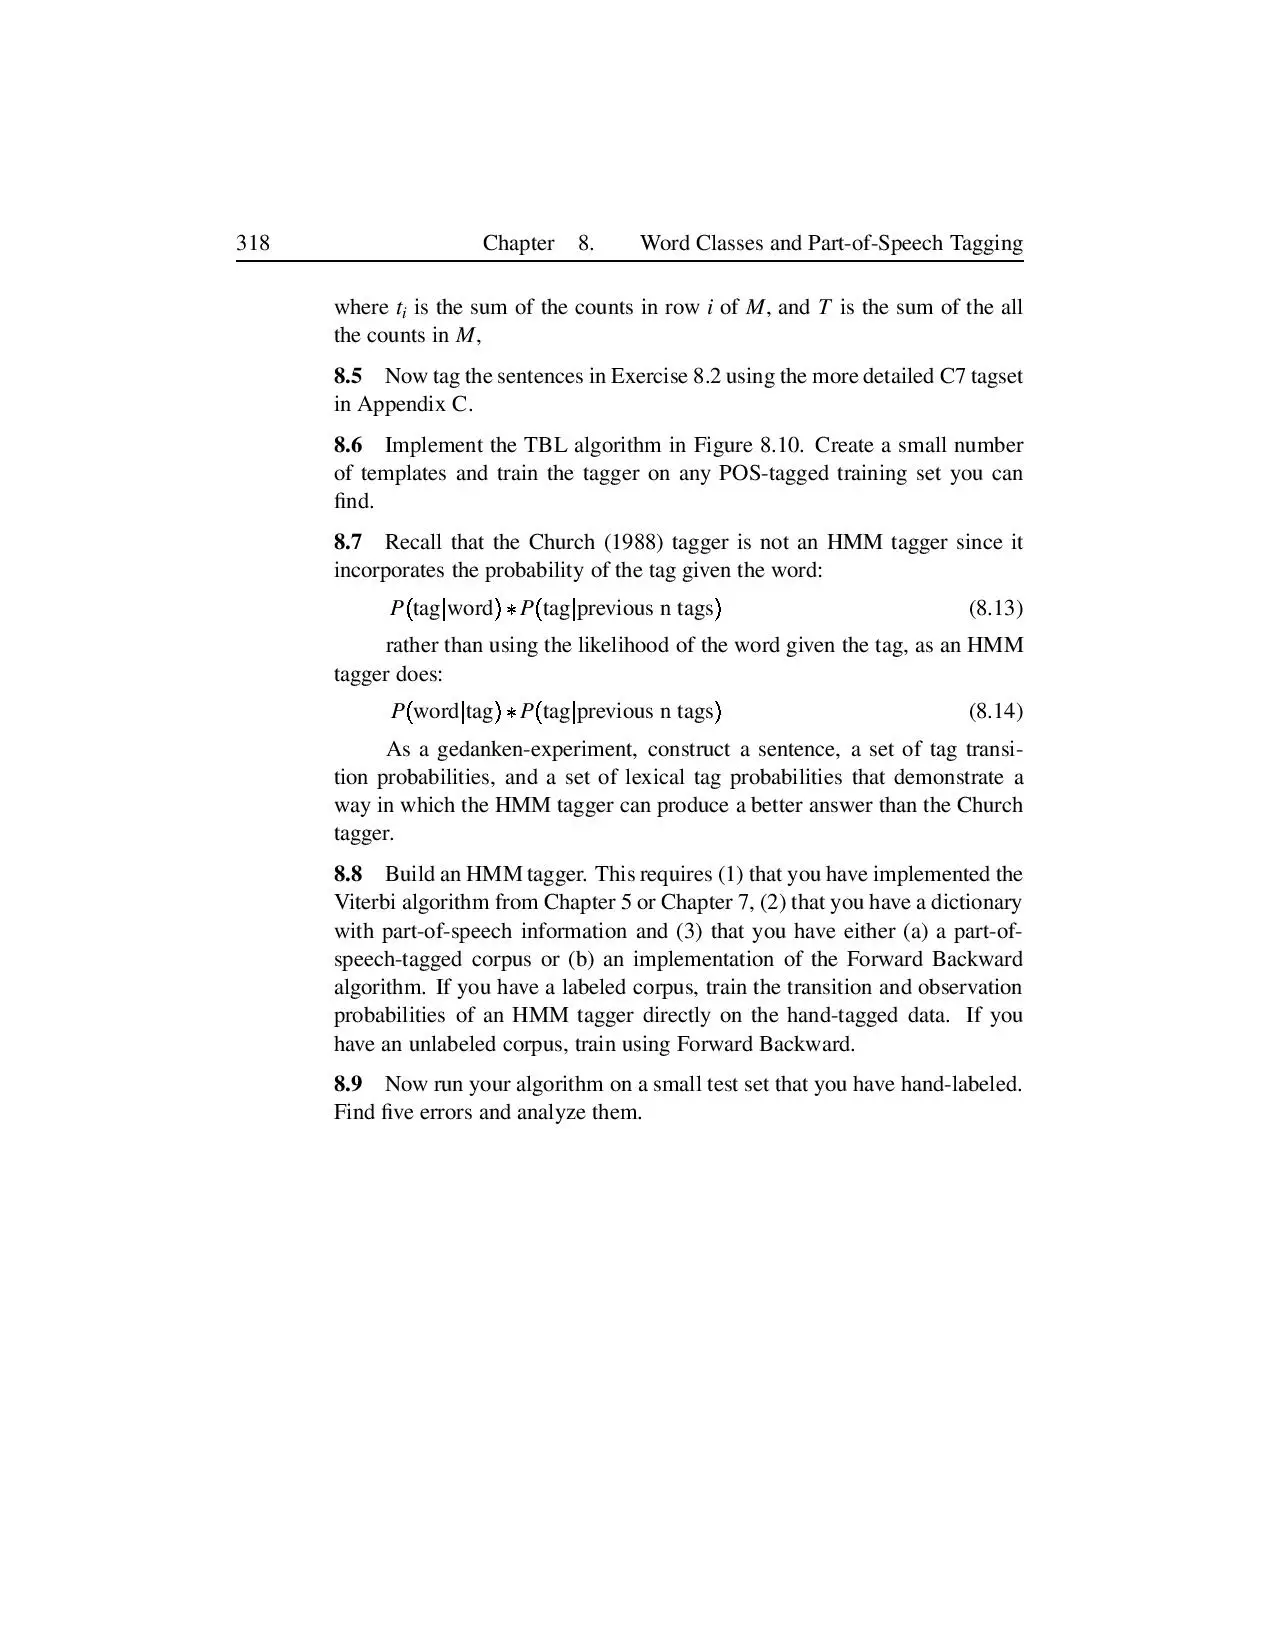 318 Chapter 8. Word Classes and Part-of-Speech Tagging
where ti is the sum of the counts in row i of M, and T is the sum of the all
the counts in M,
8.5 Now tag the sentences in Exercise 8.2 using the more detailed C7 tagset
in Appendix C.
8.6 Implement the TBL algorithm in Figure 8.10. Create a small number
of templates and train the tagger on any POS-tagged training set you can
find.
8.7 Recall that the Church (1988) tagger is not an HMM tagger since it
incorporates the probability of the tag given the word:
P(tag|word) * P(tag|previous n tags) (8.13)
rather than using the likelihood of the word given the tag, as an HMM
tagger does:
P(word|tag) * P(tag|previous n tags) (8.14)
As a gedanken-experiment, construct a sentence, a set of tag transi-
tion probabilities, and a set of lexical tag probabilities that demonstrate a
way in which the HMM tagger can produce a better answer than the Church
tagger.
8.8 Build an HMM tagger. This requires (1) that you have implemented the
Viterbi algorithm from Chapter 5 or Chapter 7, (2) that you have a dictionary
with part-of-speech information and (3) that you have either (a) a part-of-
speech-tagged corpus or (b) an implementation of the Forward Backward
algorithm. If you have a labeled corpus, train the transition and observation
probabilities of an HMM tagger directly on the hand-tagged data. If you
have an unlabeled corpus, train using Forward Backward.
8.9 Now run your algorithm on a small test set that you have hand-labeled.
Find five errors and analyze them.